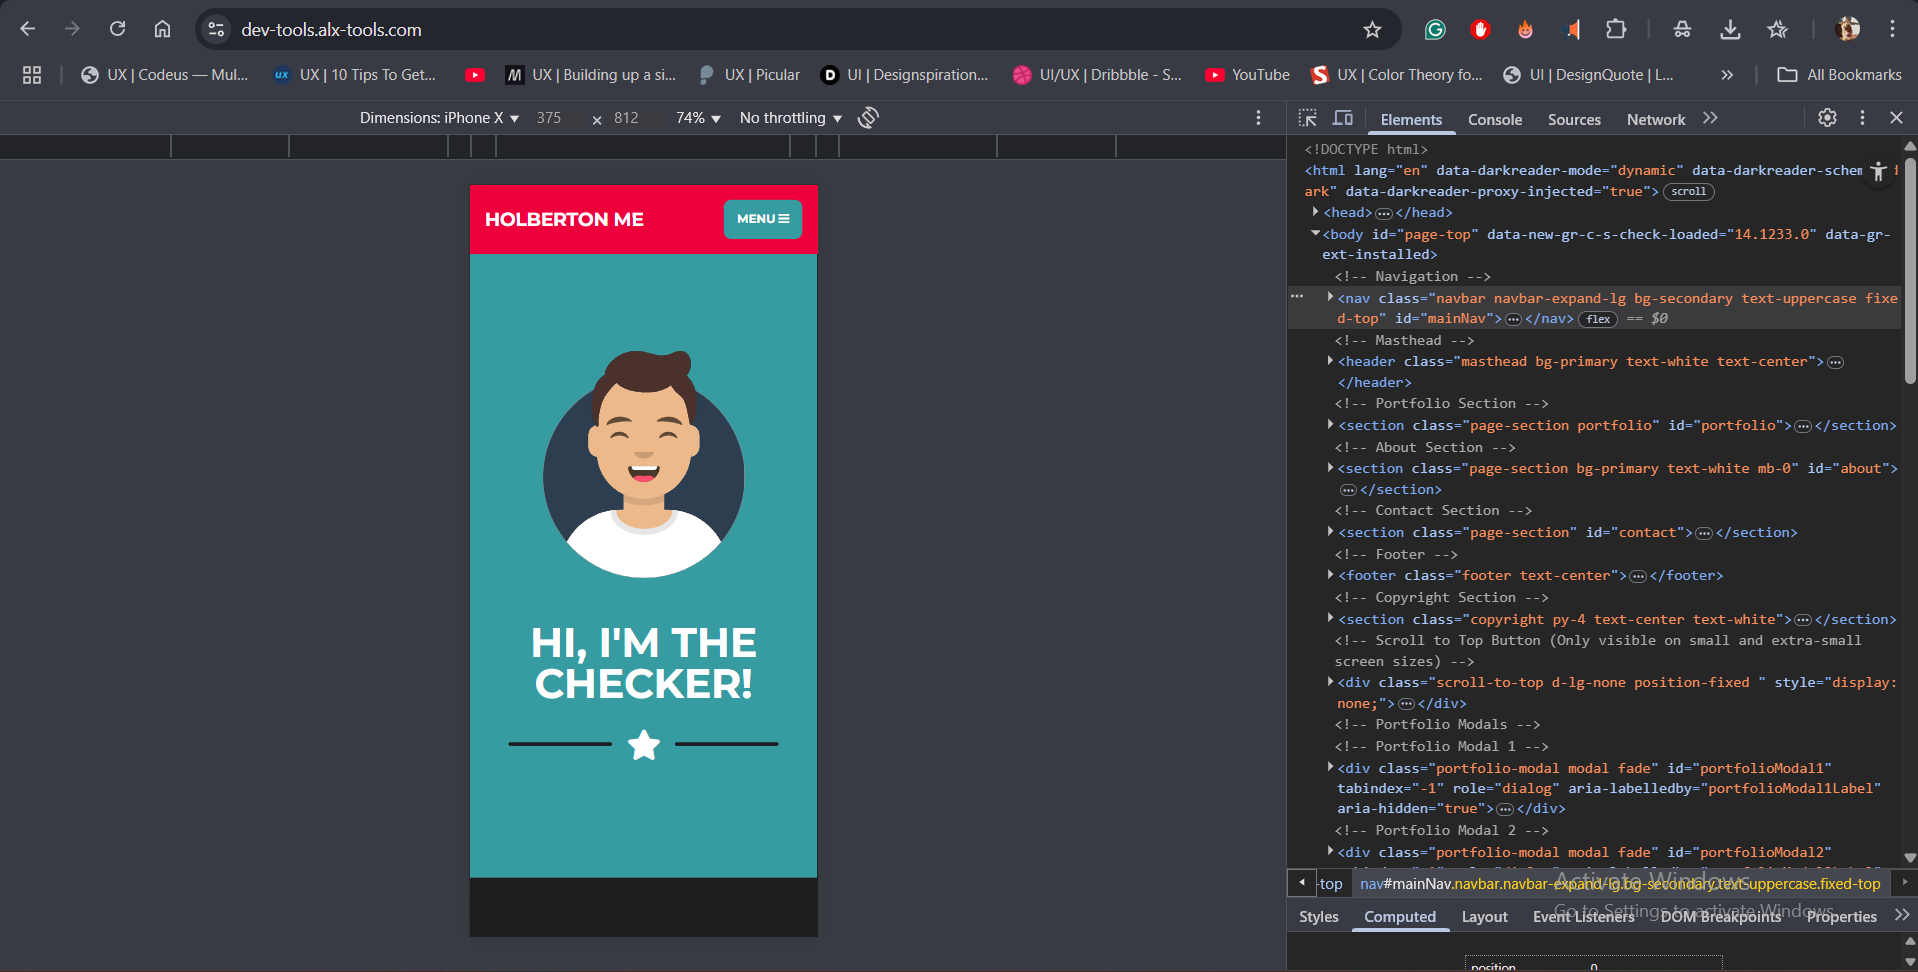 dev-tools.alx-tools.com
UX | Codeus — Mul...
UX | 10 Tips To Get...
UX | Building up a si...
UX | Picular
UI | Designspiration...
UI/UX | Dribbble - S...
YouTube
UX | Color Theory fo...
UI | DesignQuote | L...
All Bookmarks
Dimensions: iPhone X
375 × 812
74%
No throttling
Elements
Console
Sources
Network
HOLBERTON ME
MENU
HI, I'M THE
CHECKER!
<!DOCTYPE html>
<html lang="en" data-darkreader-mode="dynamic" data-darkreader-schem
ark" data-darkreader-proxy-injected="true"> scroll
<head>…</head>
<body id="page-top" data-new-gr-c-s-check-loaded="14.1233.0" data-gr-
ext-installed>
<!-- Navigation -->
<nav class="navbar navbar-expand-lg bg-secondary text-uppercase fixe
d-top" id="mainNav">…</nav> flex == $0
<!-- Masthead -->
<header class="masthead bg-primary text-white text-center">…
</header>
<!-- Portfolio Section -->
<section class="page-section portfolio" id="portfolio">…</section>
<!-- About Section -->
<section class="page-section bg-primary text-white mb-0" id="about">
…</section>
<!-- Contact Section -->
<section class="page-section" id="contact">…</section>
<!-- Footer -->
<footer class="footer text-center">…</footer>
<!-- Copyright Section -->
<section class="copyright py-4 text-center text-white">…</section>
<!-- Scroll to Top Button (Only visible on small and extra-small
screen sizes) -->
<div class="scroll-to-top d-lg-none position-fixed " style="display:
none;">…</div>
<!-- Portfolio Modals -->
<!-- Portfolio Modal 1 -->
<div class="portfolio-modal modal fade" id="portfolioModal1"
tabindex="-1" role="dialog" aria-labelledby="portfolioModal1Label"
aria-hidden="true">…</div>
<!-- Portfolio Modal 2 -->
<div class="portfolio-modal modal fade" id="portfolioModal2"
-top
nav#mainNav.navbar.navbar-expand-lg.bg-secondary.text-uppercase.fixed-top
Activate Windows
Go to Settings to activate Windows.
Styles
Computed
Layout
Event Listeners
DOM Breakpoints
Properties
position
0